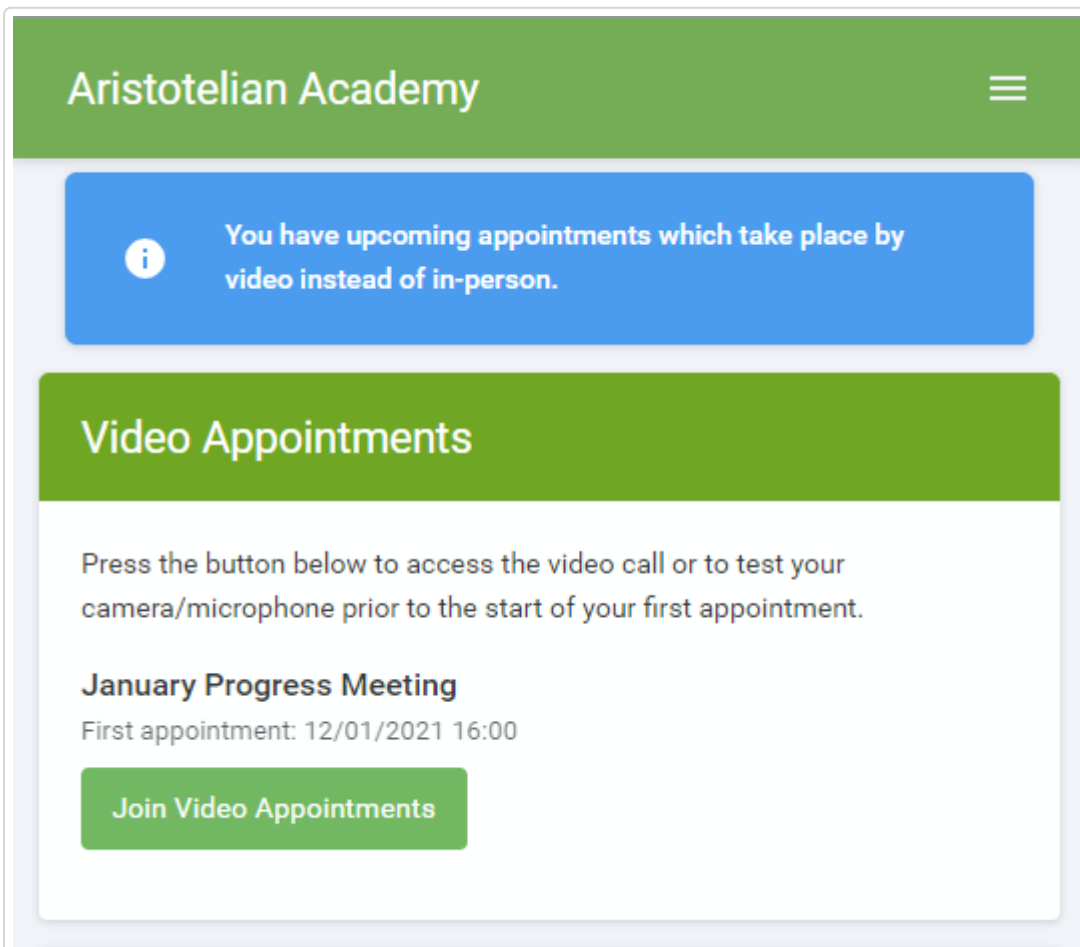 Aristotelian Academy
You have upcoming appointments which take place by
video instead of in-person.
Video Appointments
Press the button below to access the video call or to test your
camera/microphone prior to the start of your first appointment.
January Progress Meeting
First appointment: 12/01/2021 16:00
Join Video Appointments